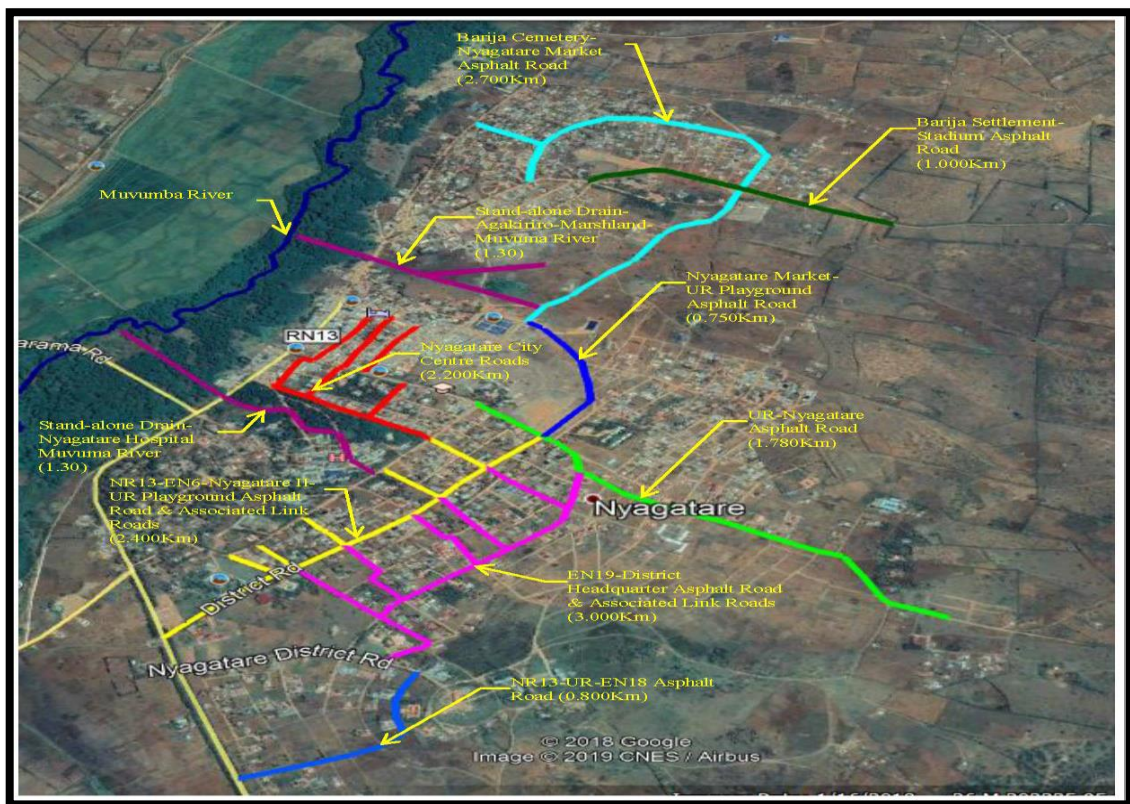 Barija Cemetery-
Nyagatare Market
Asphalt Road
(2.700Km)
Barija Settlement-
Stadium Asphalt
Road
(1.000Km)
Muvumba River
Stand-alone Drain-
Agakiriro-Marshland-
Muvuma River
(1.30)
Nyagatare Market-
UR Playground
Asphalt Road
(0.750Km)
RN13
arama Rd
Nyagatare City
Centre Roads
(2.200Km)
Stand-alone Drain-
Nyagatare Hospital
Muvuma River
(1.30)
UR-Nyagatare
Asphalt Road
(1.780Km)
NR13-EN6-Nyagatare II-
UR Playground Asphalt
Road & Associated Link
Roads
(2.400Km)
Nyagatare
District Rd
EN19-District
Headquarter Asphalt Road
& Associated Link Roads
(3.000Km)
Nyagatare District Rd
NR13-UR-EN18 Asphalt
Road (0.800Km)
© 2018 Google
Image © 2019 CNES / Airbus